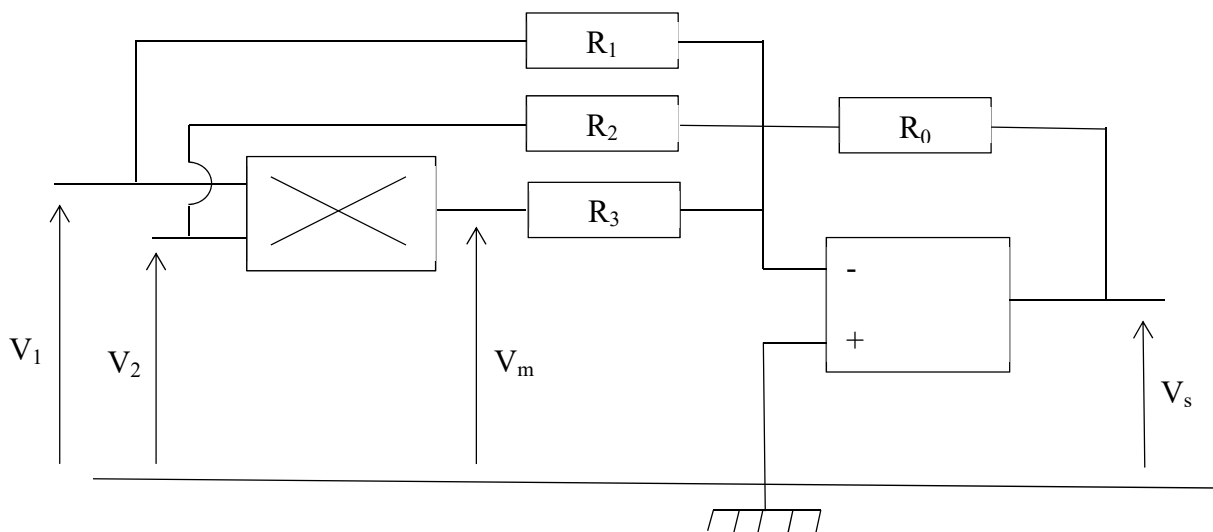 R₁
R₂
R₀
R₃
-
+
V₁
V₂
Vₘ
Vₛ